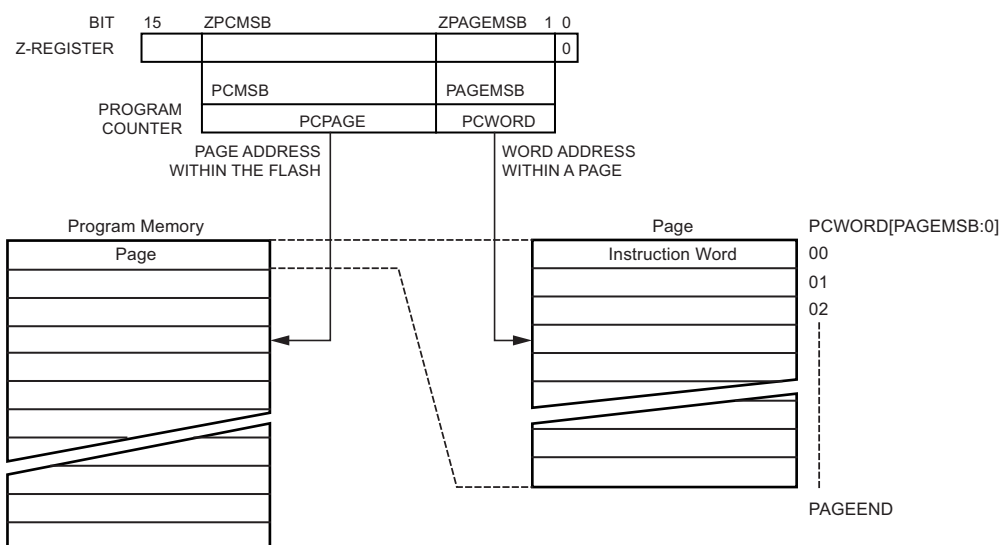 BIT 15 ZPCMSB ZPAGEMSB 1 0
Z-REGISTER 0
PCMSB PAGEMSB
PROGRAM
COUNTER
PCPAGE PCWORD
PAGE ADDRESS
WITHIN THE FLASH
WORD ADDRESS
WITHIN A PAGE
Program Memory Page PCWORD[PAGEMSB:0]
Page Instruction Word 00
01
02
PAGEEND